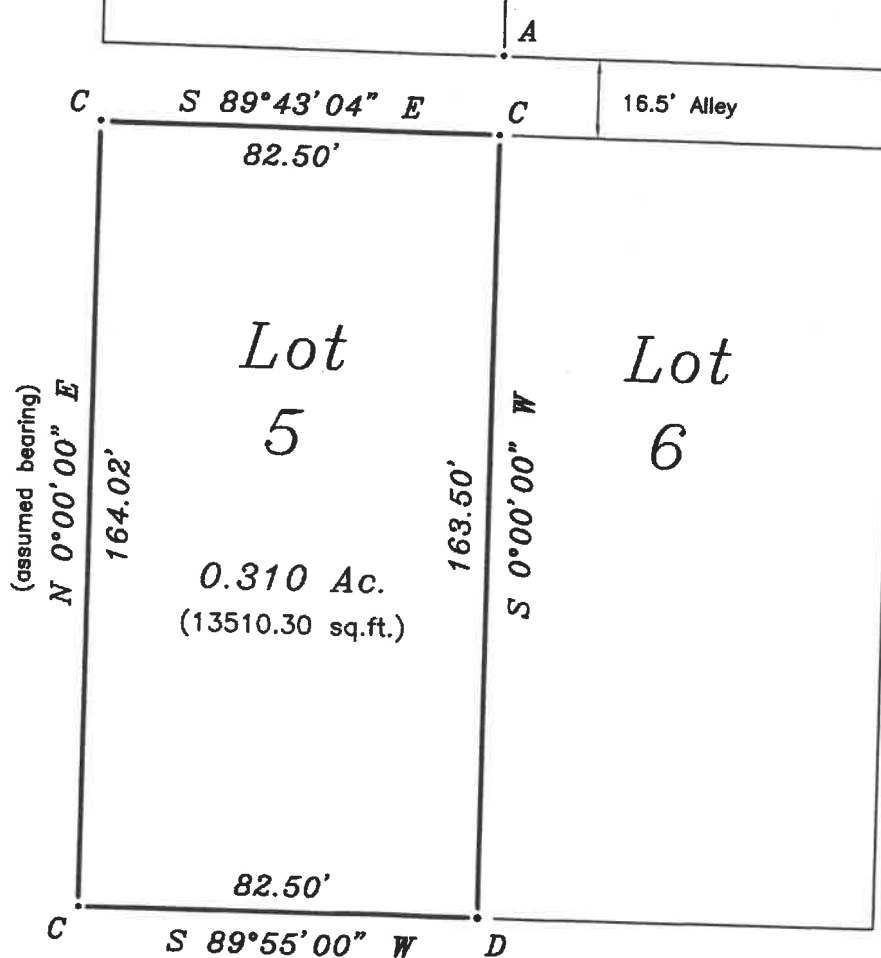 A
16.5' Alley
C S 89°43'04" E C
82.50'
Lot
5
Lot
6
(assumed bearing)
N 0°00'00" E
164.02'
163.50'
S 0°00'00" W
0.310 Ac.
(13510.30 sq.ft.)
82.50'
C S 89°55'00" W D